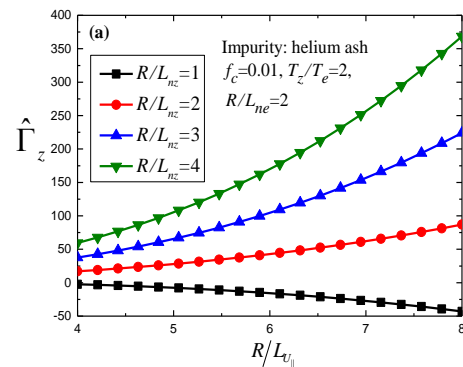 (a)
Impurity: helium ash
f_c=0.01, T_z/T_e=2,
R/L_ne=2
R/L_nz=1
R/L_nz=2
R/L_nz=3
R/L_nz=4
Γ̂_z
400
350
300
250
200
150
100
50
0
-50
4
5
6
7
8
R/L_U∥